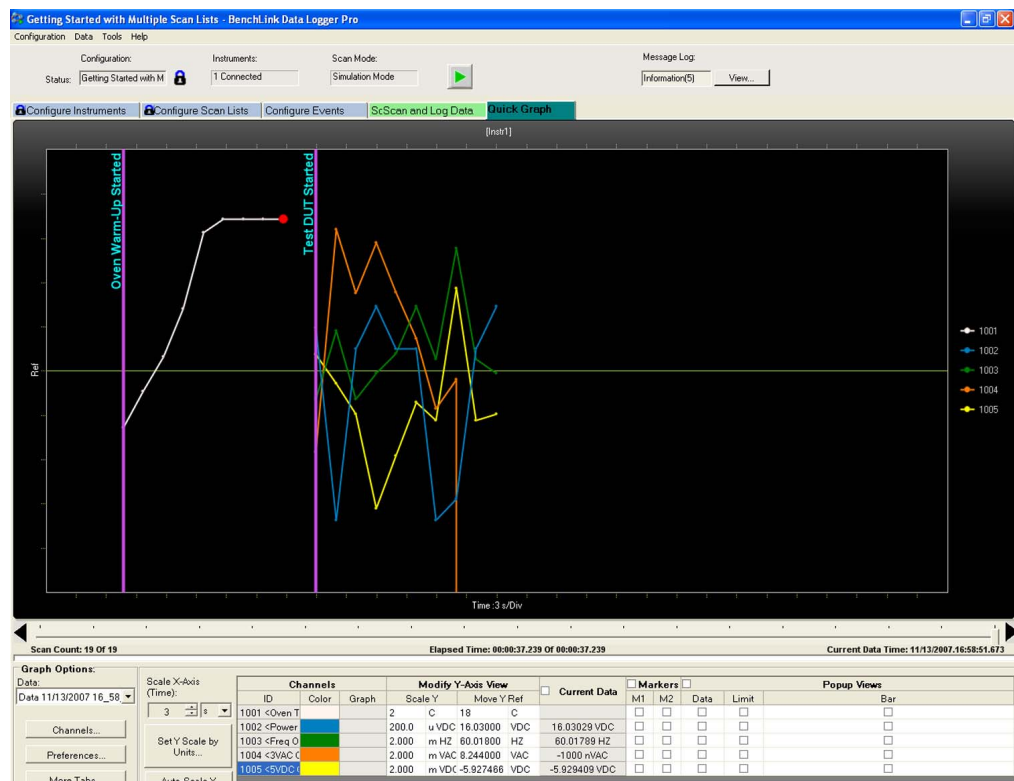 Getting Started with Multiple Scan Lists - BenchLink Data Logger Pro
Configuration Data Tools Help
Configuration: Instruments: Scan Mode: Message Log:
Status: Getting Started with M 1 Connected Simulation Mode Information(5) View...
Configure Instruments Configure Scan Lists Configure Events ScScan and Log Data Quick Graph
[Instr1]
Oven Warm-Up Started
Test DUT Started
Ref
1001
1002
1003
1004
1005
Time :3 s/Div
Scan Count: 19 Of 19 Elapsed Time: 00:00:37.239 Of 00:00:37.239 Current Data Time: 11/13/2007.16:58:51.673
Graph Options:
Data:
Data 11/13/2007 16_58_
Channels...
Preferences...
More Tabs
Scale X-Axis
(Time):
3 s
Set Y Scale by
Units...
Auto Scale Y
Channels Modify Y-Axis View Current Data Markers Popup Views
ID Color Graph Scale Y Move Y Ref M1 M2 Data Limit Bar
1001 <Oven T 2 C 18 C
1002 <Power 200.0 u VDC 16.03000 VDC 16.03029 VDC
1003 <Freq O 2.000 m HZ 60.01800 HZ 60.01789 HZ
1004 <3VAC C 2.000 m VAC 8.244000 VAC -1000 nVAC
1005 <5VDC ( 2.000 m VDC -5.927466 VDC -5.929409 VDC